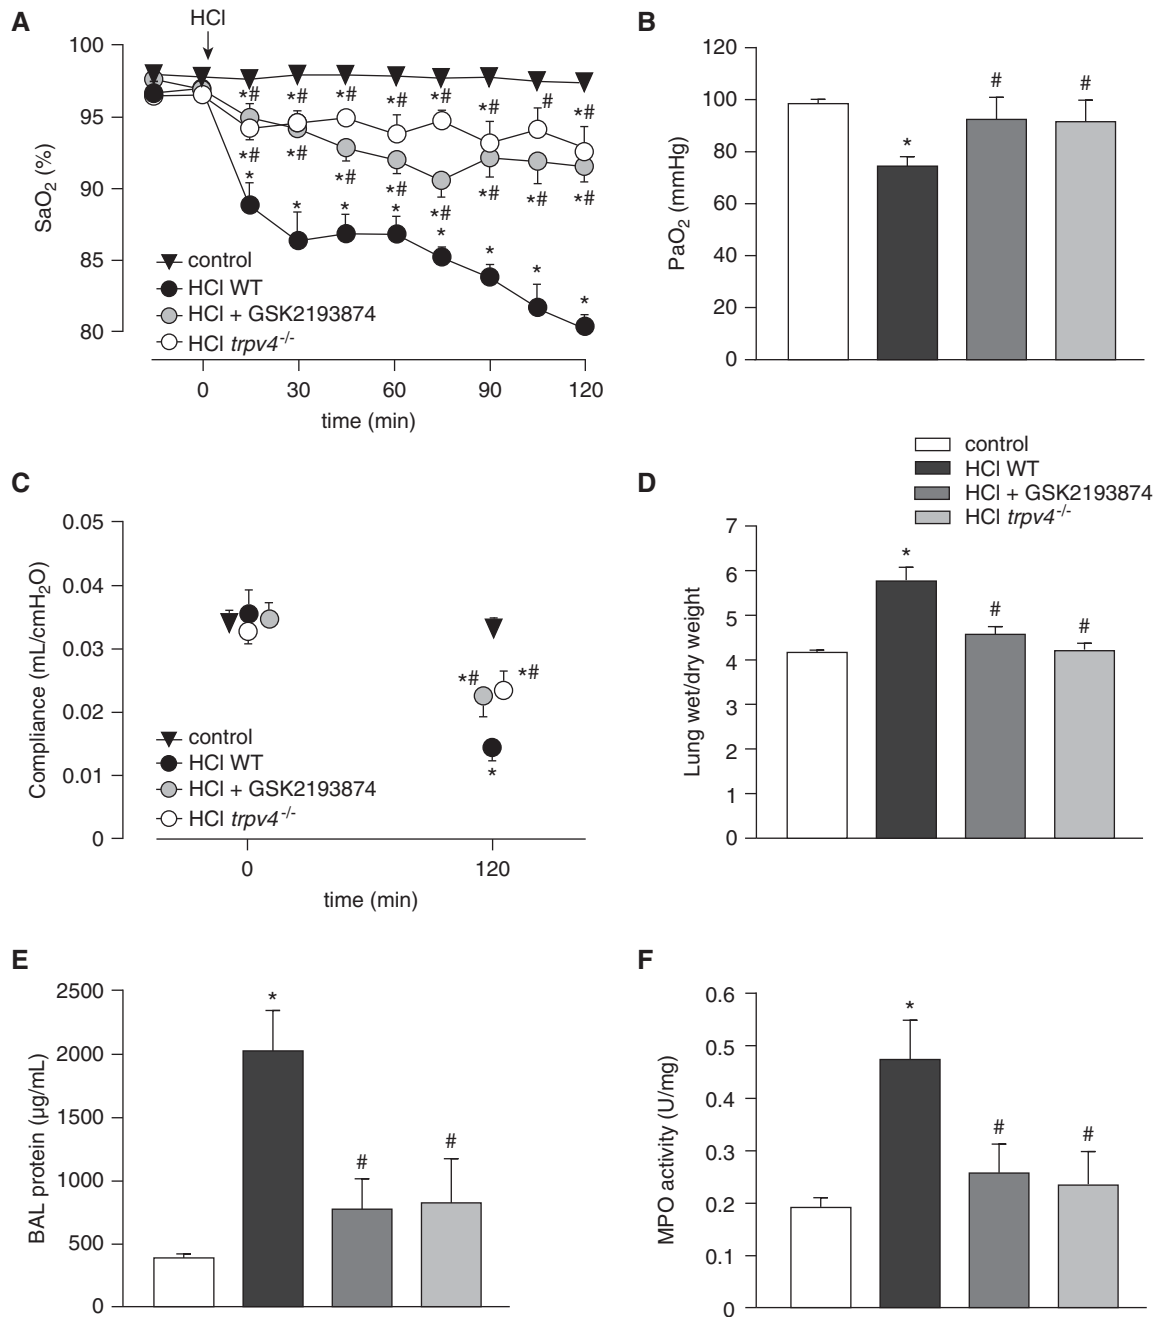 A
HCl
100
95
90
85
80
SaO2 (%)
*# *# *# *# *# *# # *#
*# *# *# *# *# *# *# *#
* * * * * * * *
control
HCl WT
HCl + GSK2193874
HCl trpv4-/-
0 30 60 90 120
time (min)
B
120
100
80
60
40
20
0
PaO2 (mmHg)
* # #
C
0.05
0.04
0.03
0.02
0.01
0
Compliance (mL/cmH2O)
*# *#
*
control
HCl WT
HCl + GSK2193874
HCl trpv4-/-
0 120
time (min)
control
HCl WT
HCl + GSK2193874
HCl trpv4-/-
D
7
6
5
4
3
2
1
0
Lung wet/dry weight
* # #
E
2500
2000
1500
1000
500
0
BAL protein (μg/mL)
* # #
F
0.6
0.5
0.4
0.3
0.2
0.1
0
MPO activity (U/mg)
* # #